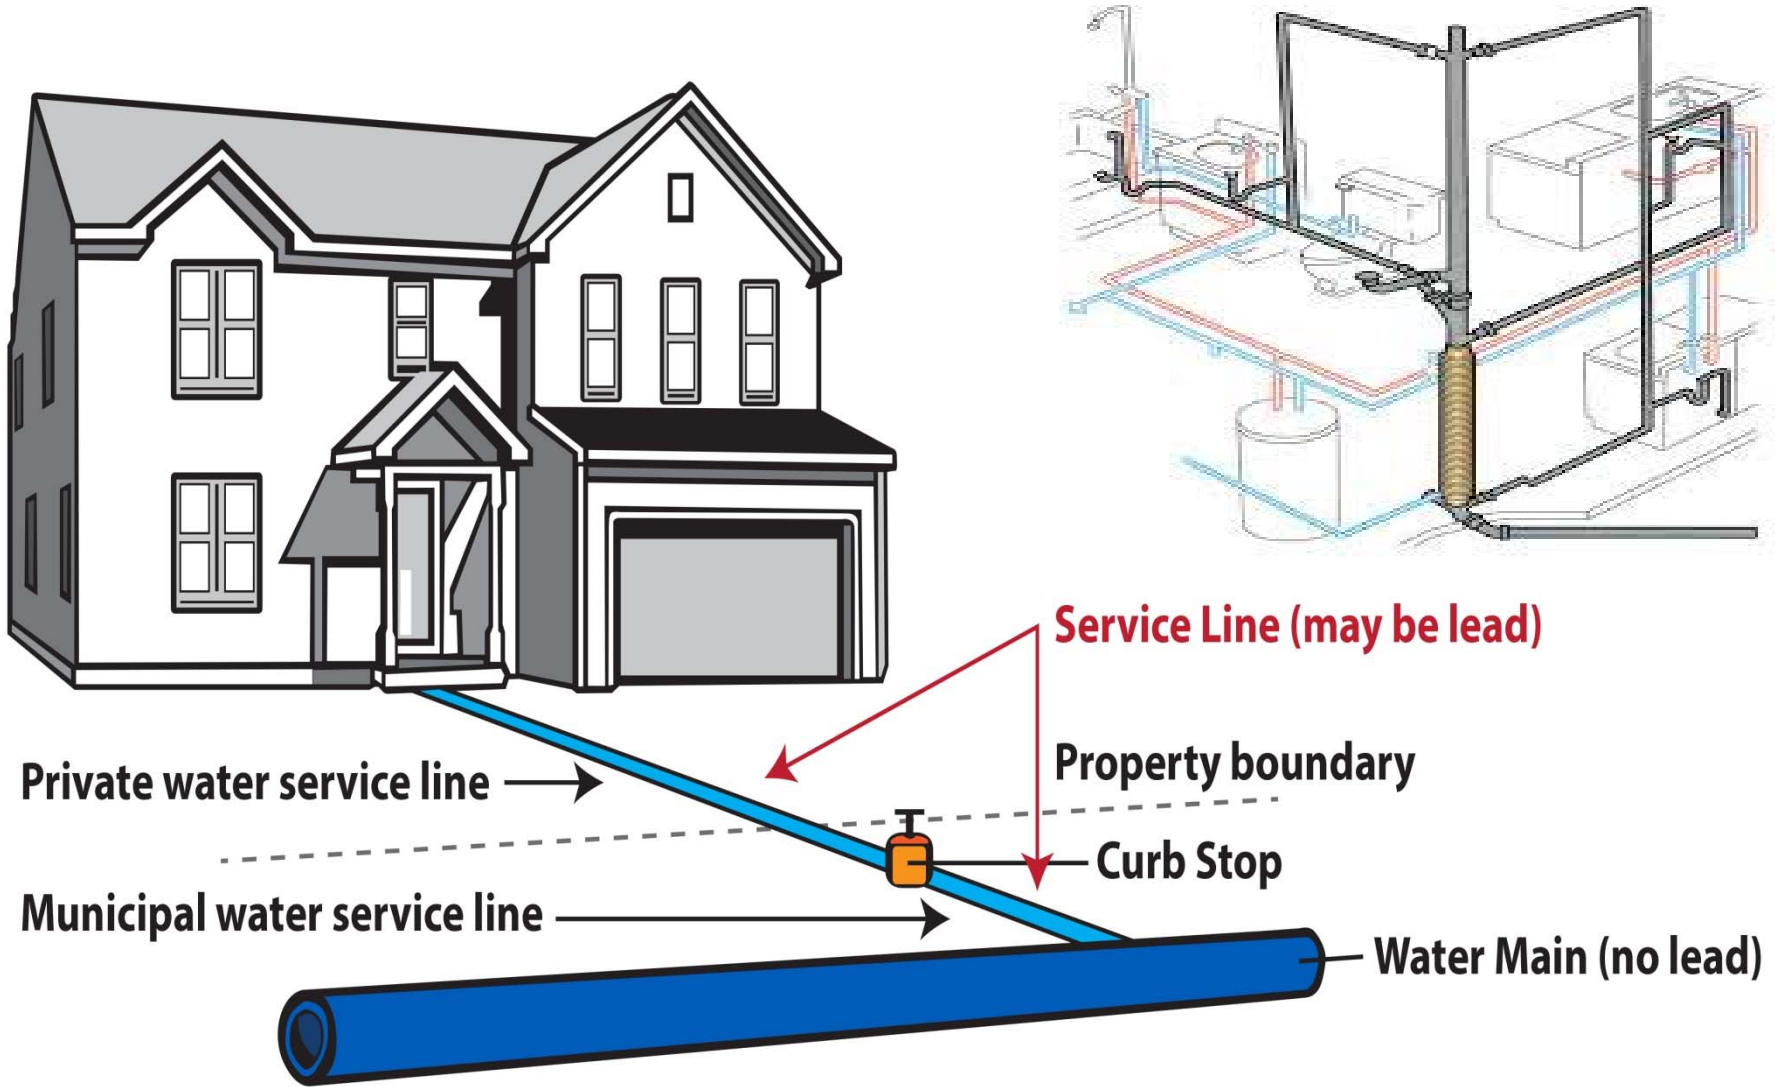 Service Line (may be lead)
Private water service line
Property boundary
Curb Stop
Municipal water service line
Water Main (no lead)